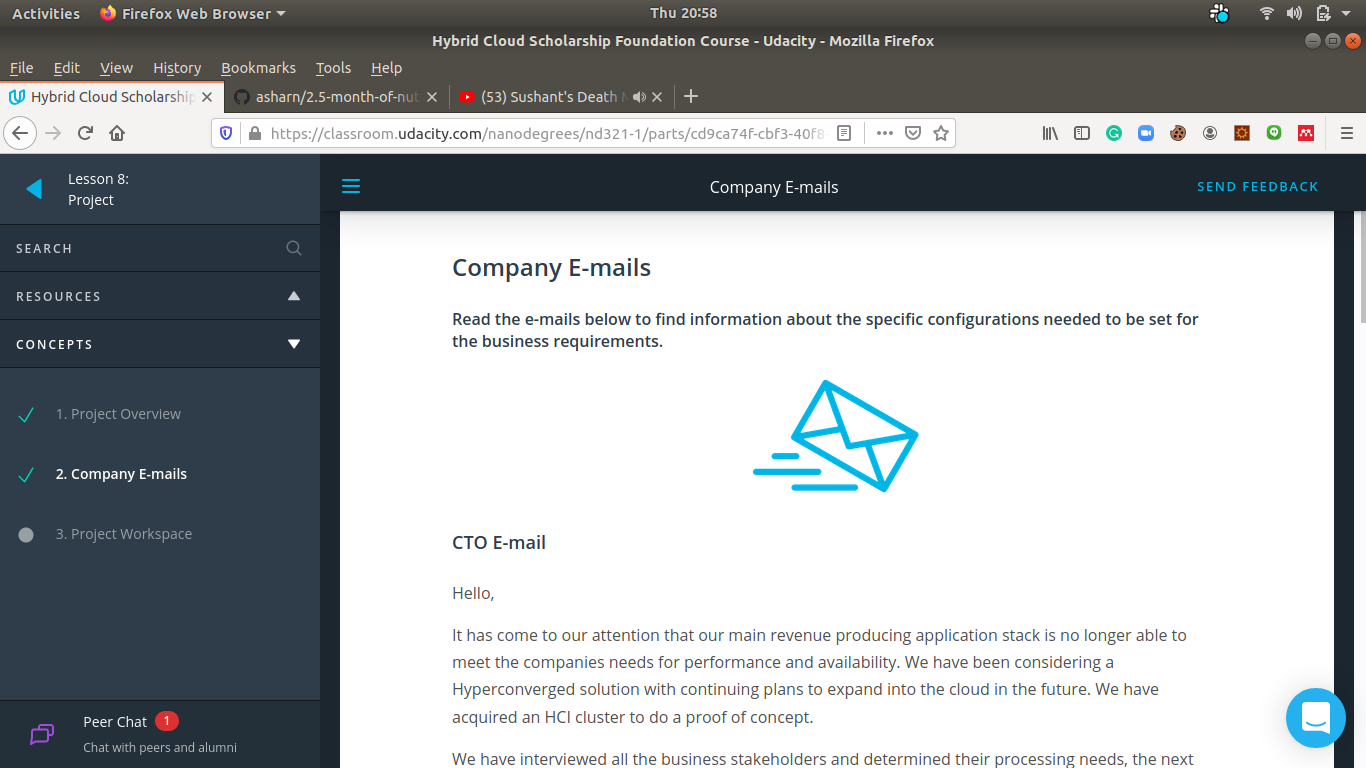 Activities Firefox Web Browser Thu 20:58
Hybrid Cloud Scholarship Foundation Course - Udacity - Mozilla Firefox
File Edit View History Bookmarks Tools Help
Hybrid Cloud Scholarship asharn/2.5-month-of-nut (53) Sushant's Death
https://classroom.udacity.com/nanodegrees/nd321-1/parts/cd9ca74f-cbf3-40f8
Lesson 8:
Project
SEARCH
RESOURCES
CONCEPTS
1. Project Overview
2. Company E-mails
3. Project Workspace
Peer Chat 1
Chat with peers and alumni
Company E-mails SEND FEEDBACK
Company E-mails
Read the e-mails below to find information about the specific configurations needed to be set for
the business requirements.
CTO E-mail
Hello,
It has come to our attention that our main revenue producing application stack is no longer able to
meet the companies needs for performance and availability. We have been considering a
Hyperconverged solution with continuing plans to expand into the cloud in the future. We have
acquired an HCI cluster to do a proof of concept.
We have interviewed all the business stakeholders and determined their processing needs, the next